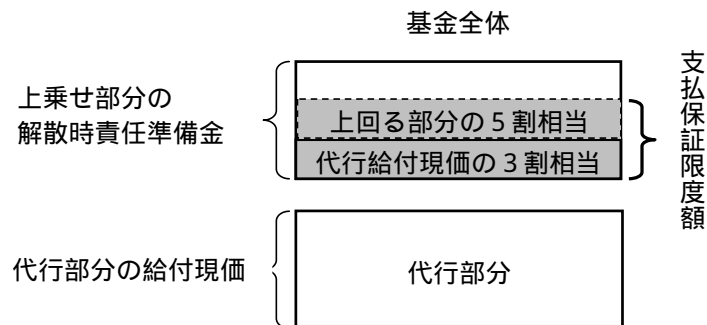 基金全体
上乗せ部分の
解散時責任準備金
上回る部分の５割相当
代行給付現価の３割相当
支払保証限度額
代行部分の給付現価
代行部分